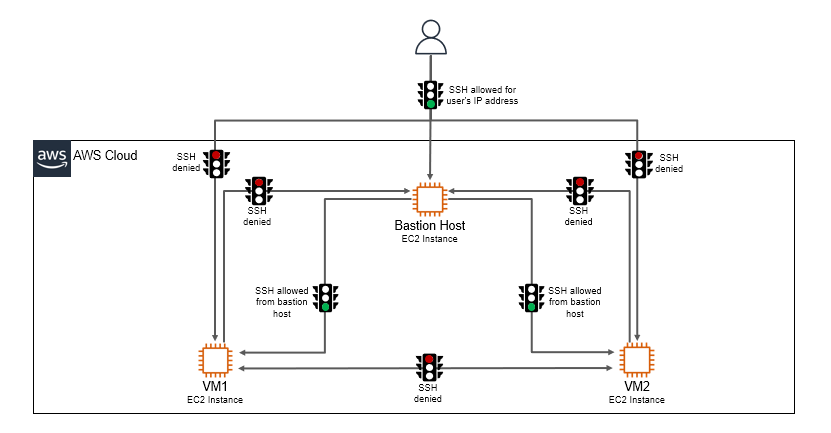 SSH allowed for
user's IP address
aws
AWS Cloud
SSH
denied
SSH
denied
SSH
denied
SSH
denied
Bastion Host
EC2 Instance
SSH allowed
from bastion
host
SSH allowed
from bastion
host
SSH
denied
VM1
EC2 Instance
VM2
EC2 Instance